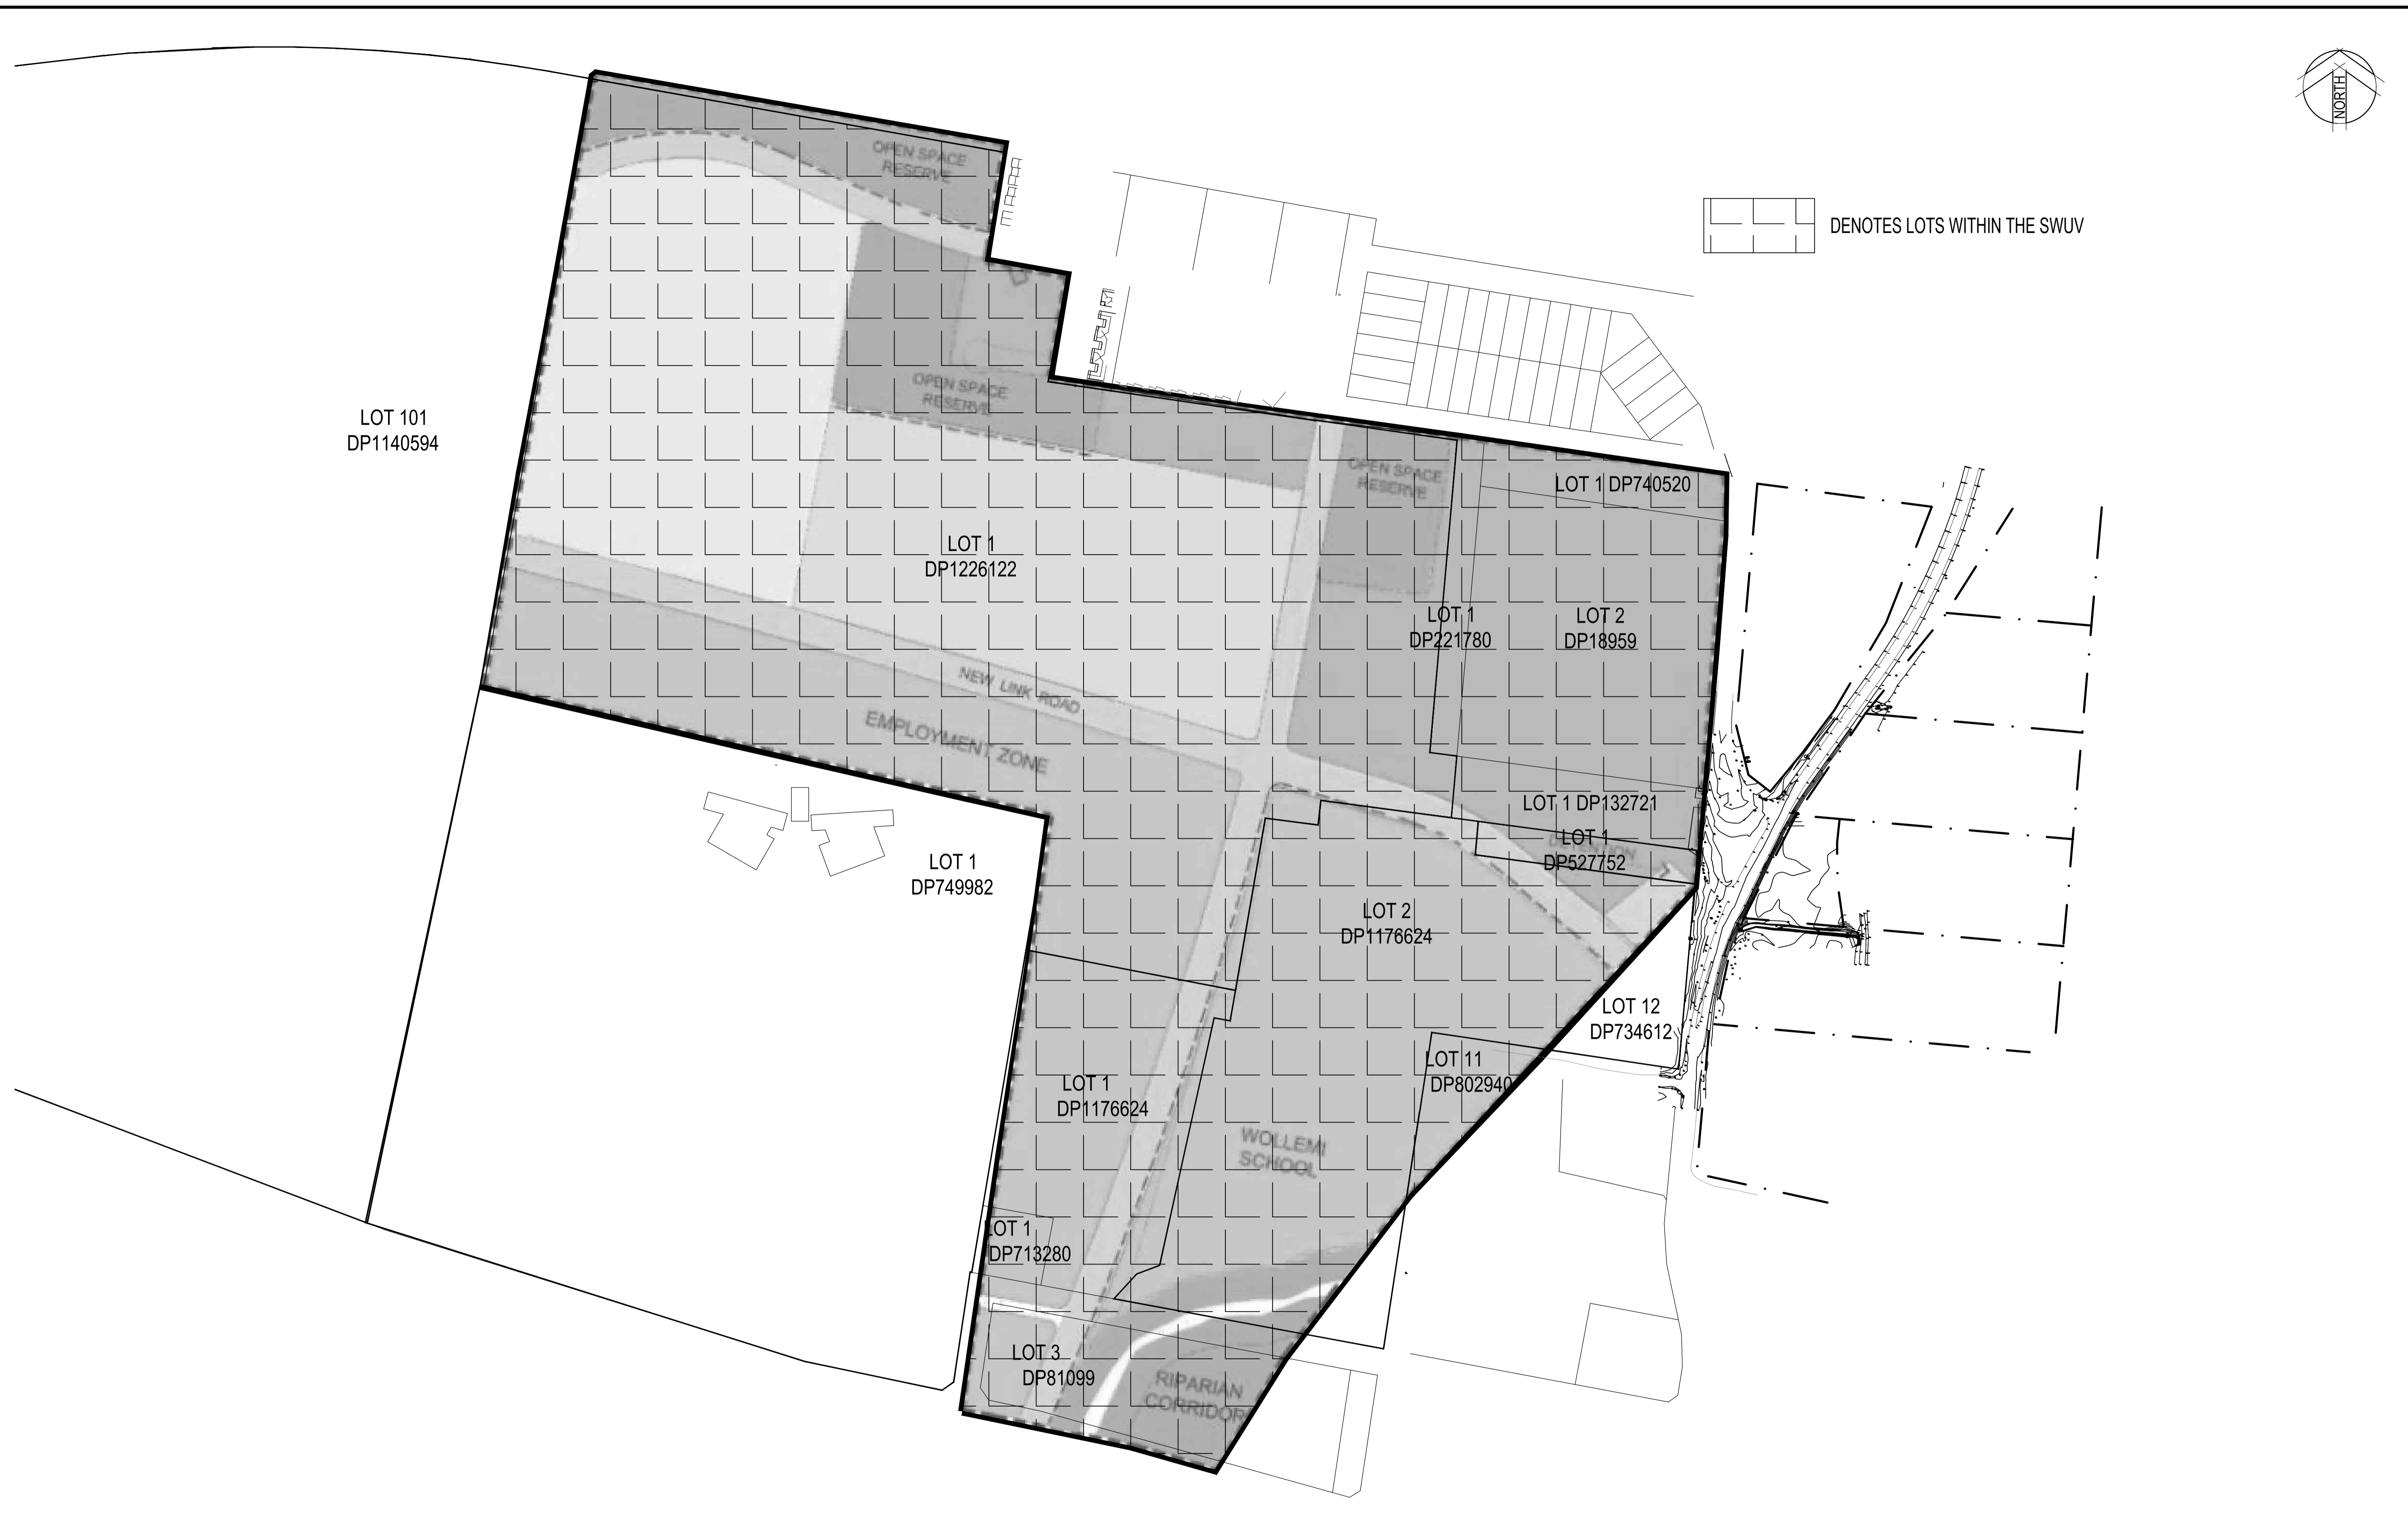 NORTH
OPEN SPACE
RESERVE
DENOTES LOTS WITHIN THE SWUV
OPEN SPACE
RESERVE
LOT 101
DP1140594
OPEN SPACE
RESERVE
LOT 1 DP740520
LOT 1
DP1226122
LOT 1
DP221780
LOT 2
DP18959
NEW LINK ROAD
EMPLOYMENT ZONE
LOT 1 DP132721
LOT 1
DP527752
DETENTION
LOT 1
DP749982
LOT 2
DP1176624
LOT 12
DP734612
LOT 11
DP802940
LOT 1
DP1176624
WOLLEMI
SCHOOL
LOT 1
DP713280
LOT 3
DP81099
RIPARIAN
CORRIDOR